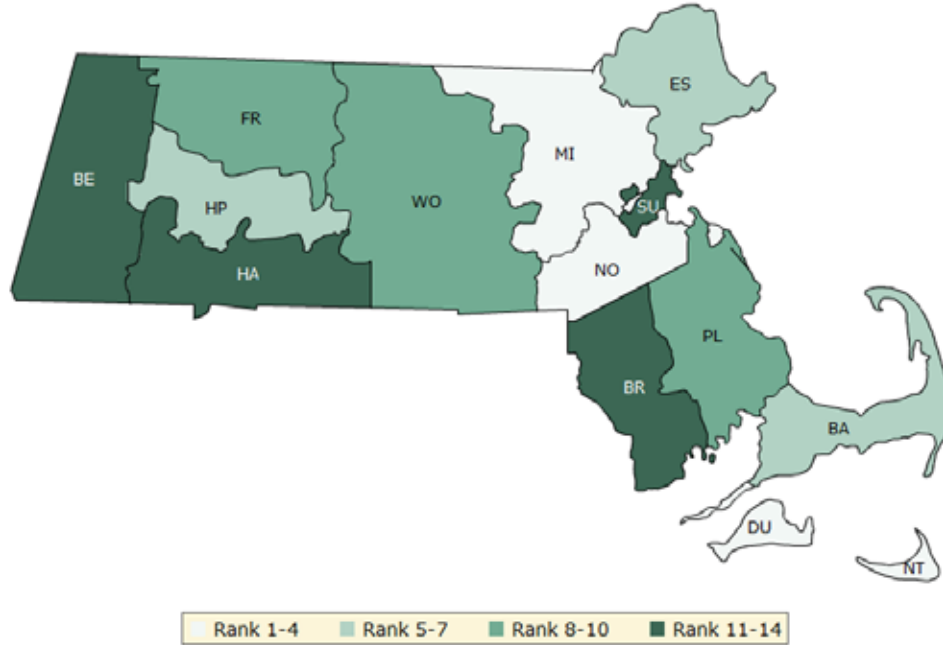 ES
FR
MI
BE
HP
WO
SU
HA
NO
PL
BR
BA
DU
NT
Rank 1-4 Rank 5-7 Rank 8-10 Rank 11-14